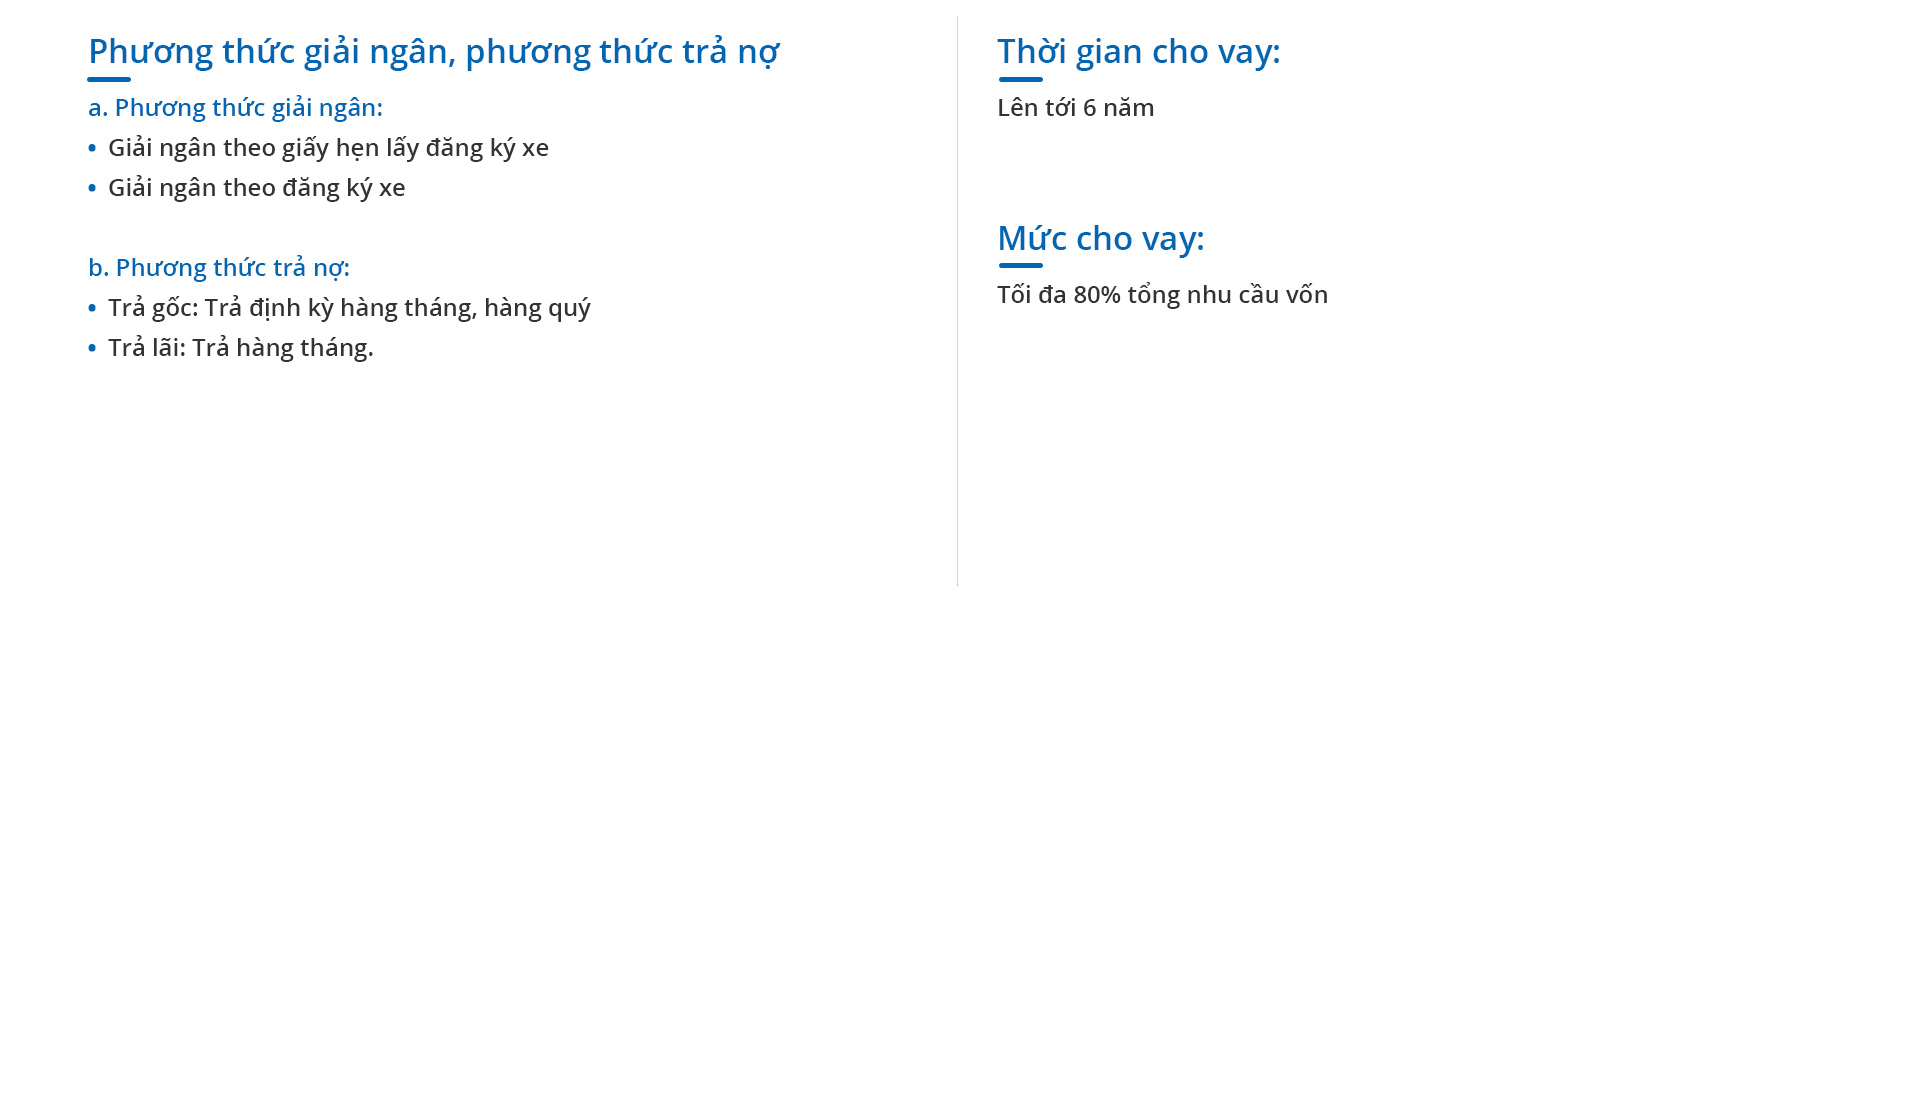 Phương thức giải ngân, phương thức trả nợ
a. Phương thức giải ngân:
• Giải ngân theo giấy hẹn lấy đăng ký xe
• Giải ngân theo đăng ký xe
b. Phương thức trả nợ:
• Trả gốc: Trả định kỳ hàng tháng, hàng quý
• Trả lãi: Trả hàng tháng.
Thời gian cho vay:
Lên tới 6 năm
Mức cho vay:
Tối đa 80% tổng nhu cầu vốn